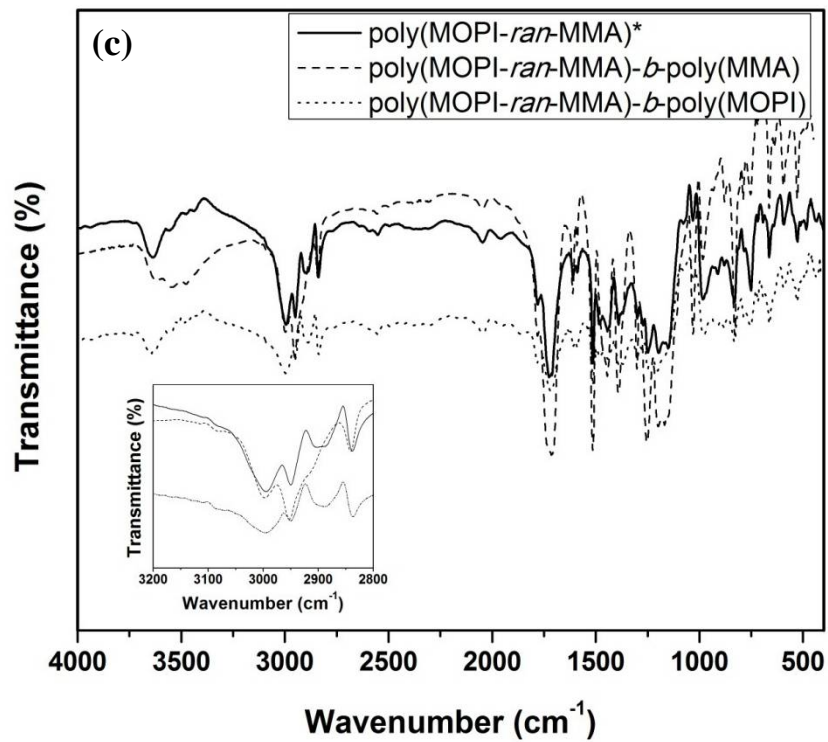 (c)
poly(MOPI-ran-MMA)*
poly(MOPI-ran-MMA)-b-poly(MMA)
poly(MOPI-ran-MMA)-b-poly(MOPI)
Transmittance (%)
Transmittance (%)
3200 3100 3000 2900 2800
Wavenumber (cm⁻¹)
4000 3500 3000 2500 2000 1500 1000 500
Wavenumber (cm⁻¹)